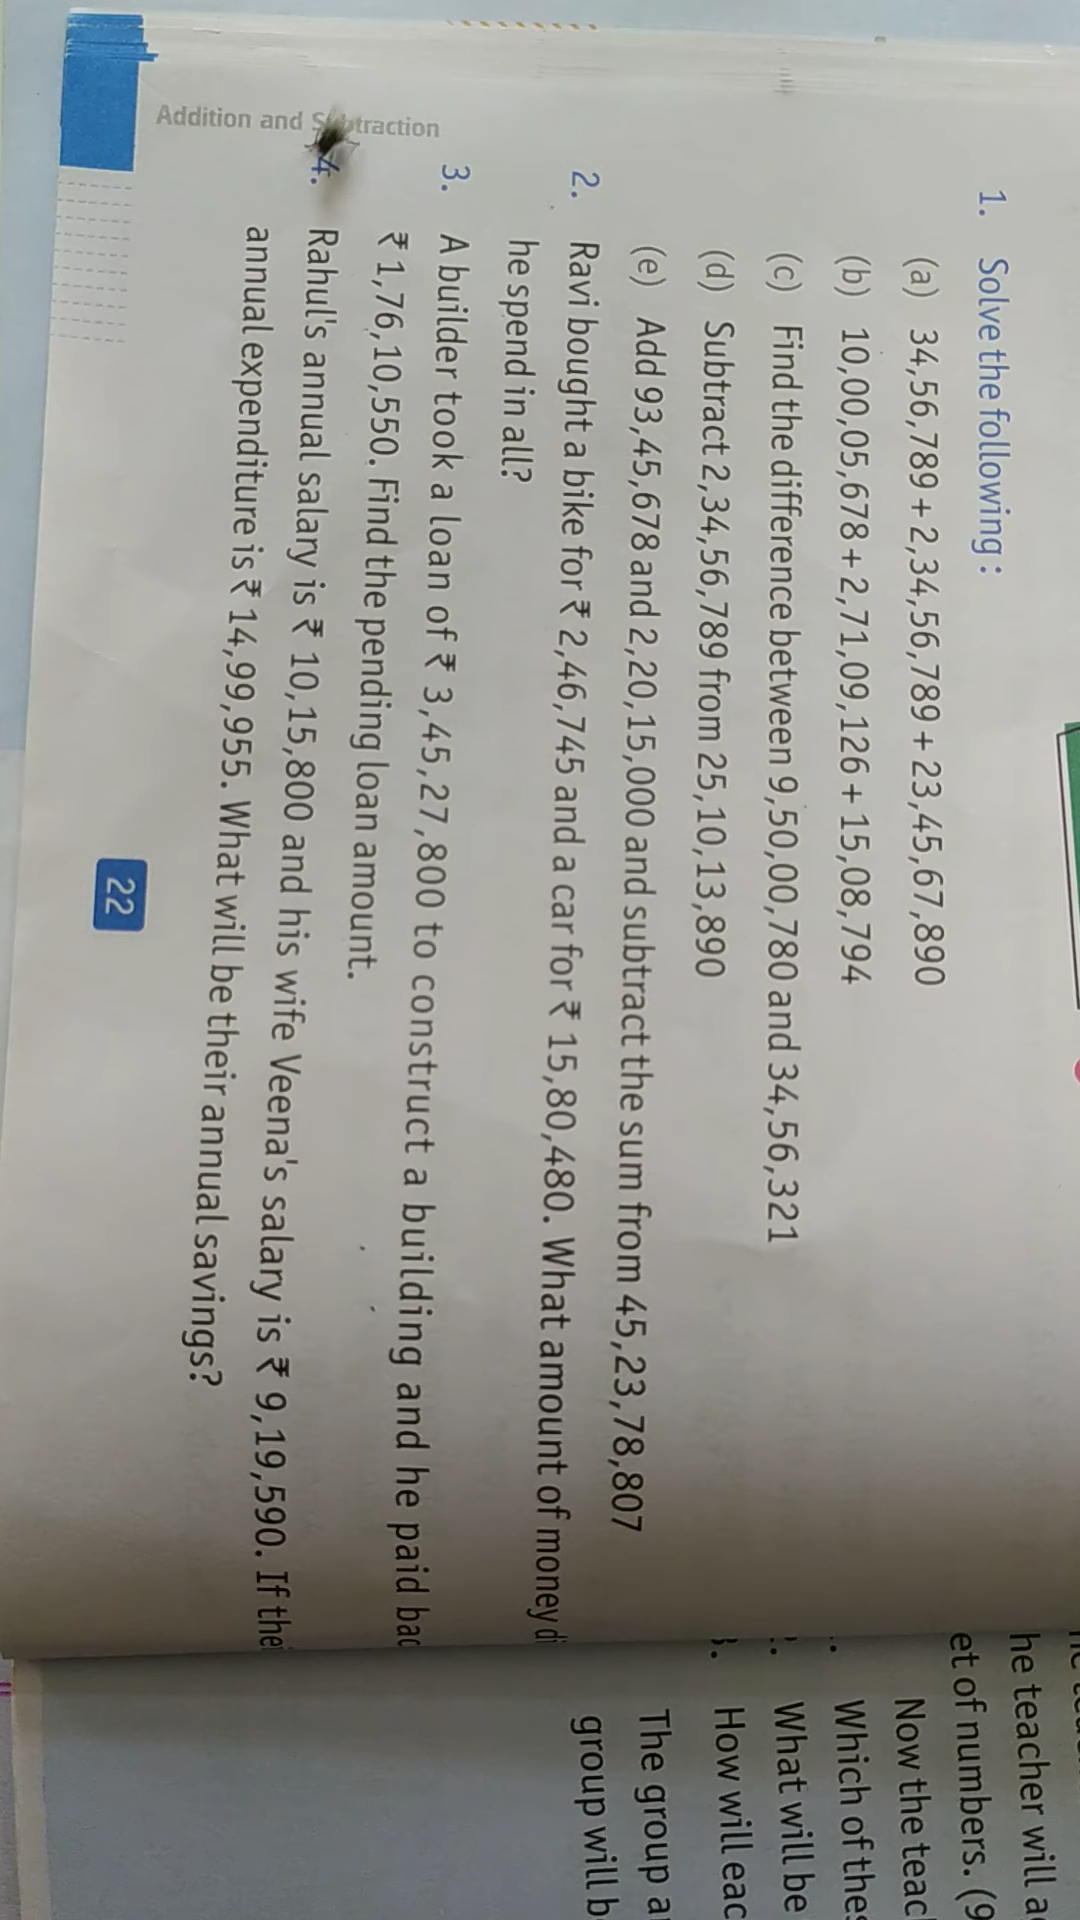 1. Solve the following :
(a) 34,56,789 + 2,34,56,789 + 23,45,67,890
(b) 10,00,05,678 + 2,71,09,126 + 15,08,794
(c) Find the difference between 9,50,00,780 and 34,56,321
(d) Subtract 2,34,56,789 from 25,10,13,890
(e) Add 93,45,678 and 2,20,15,000 and subtract the sum from 45,23,78,807
2. Ravi bought a bike for ₹ 2,46,745 and a car for ₹ 15,80,480. What amount of money
he spend in all?
3. A builder took a loan of ₹ 3,45,27,800 to construct a building and he paid
₹ 1,76,10,550. Find the pending loan amount.
4. Rahul's annual salary is ₹ 10,15,800 and his wife Veena's salary is ₹ 9,19,590. If
annual expenditure is ₹ 14,99,955. What will be their annual savings?
Addition and
22
he teacher will
et of numbers. (9
Now the
Which of
What will be
How will
The group
group will